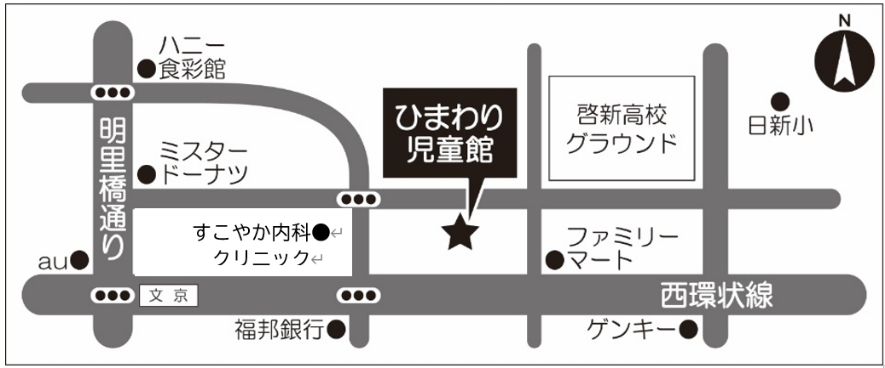 N
ハニー
食彩館
明里橋通り
ミスター
ドーナツ
ひまわり
児童館
啓新高校
グラウンド
日新小
すこやか内科
クリニック
au
ファミリー
マート
文京
西環状線
福邦銀行
ゲンキー